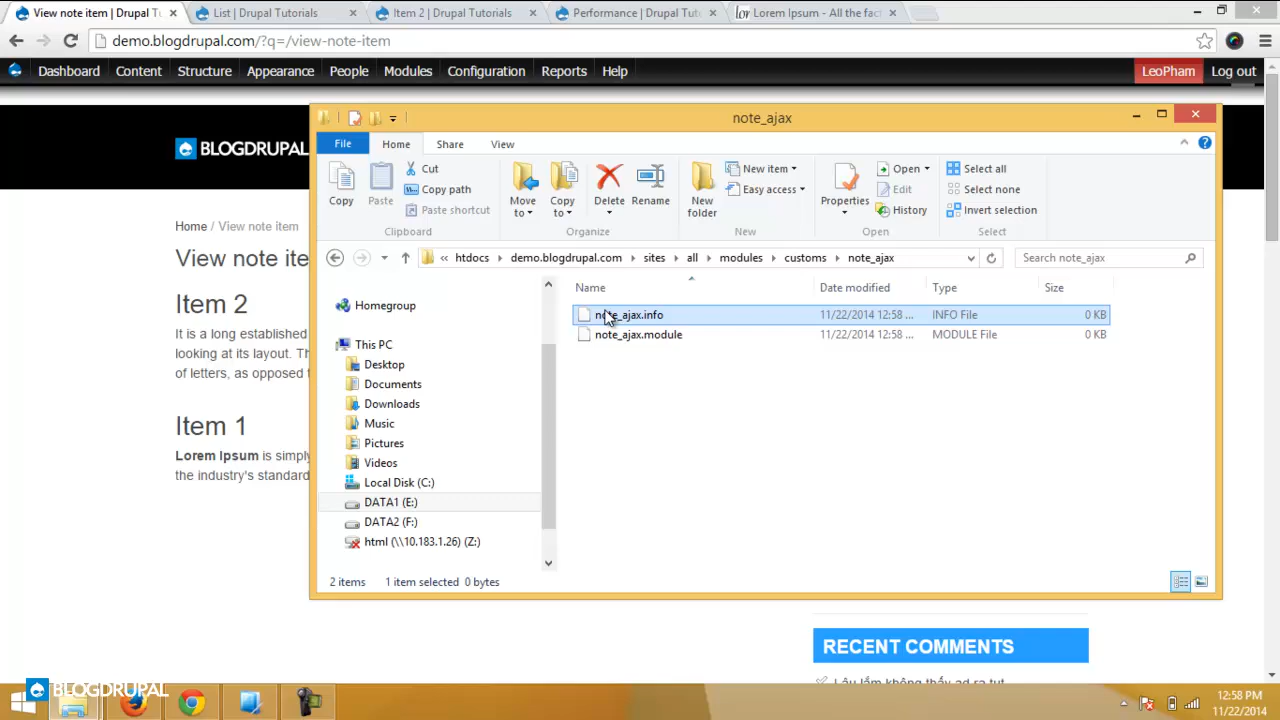 View note item | Drupal T
List | Drupal Tutorials
Item 2 | Drupal Tutorials
Performance | Drupal Tuto
Lorem Ipsum - All the fac
demo.blogdrupal.com/?q=/view-note-item
Dashboard Content Structure Appearance People Modules Configuration Reports Help LeoPham Log out
BLOGDRUPAL
Home / View note item
View note ite
Item 2
It is a long established
looking at its layout. Th
of letters, as opposed t
Item 1
Lorem Ipsum is simply
the industry's standard
note_ajax
File Home Share View
Copy
Paste
Cut
Copy path
Paste shortcut
Clipboard
Move to
Copy to
Delete
Rename
Organize
New folder
New item
Easy access
New
Properties
Open
Edit
History
Open
Select all
Select none
Invert selection
Select
« htdocs demo.blogdrupal.com sites all modules customs note_ajax
Search note_ajax
Homegroup
This PC
Desktop
Documents
Downloads
Music
Pictures
Videos
Local Disk (C:)
DATA1 (E:)
DATA2 (F:)
html (\\10.183.1.26) (Z:)
Name Date modified Type Size
note_ajax.info 11/22/2014 12:58 ... INFO File 0 KB
note_ajax.module 11/22/2014 12:58 ... MODULE File 0 KB
2 items 1 item selected 0 bytes
RECENT COMMENTS
Lâu lắm không thấy ad ra tut
BLOGDRUPAL
12:58 PM
11/22/2014